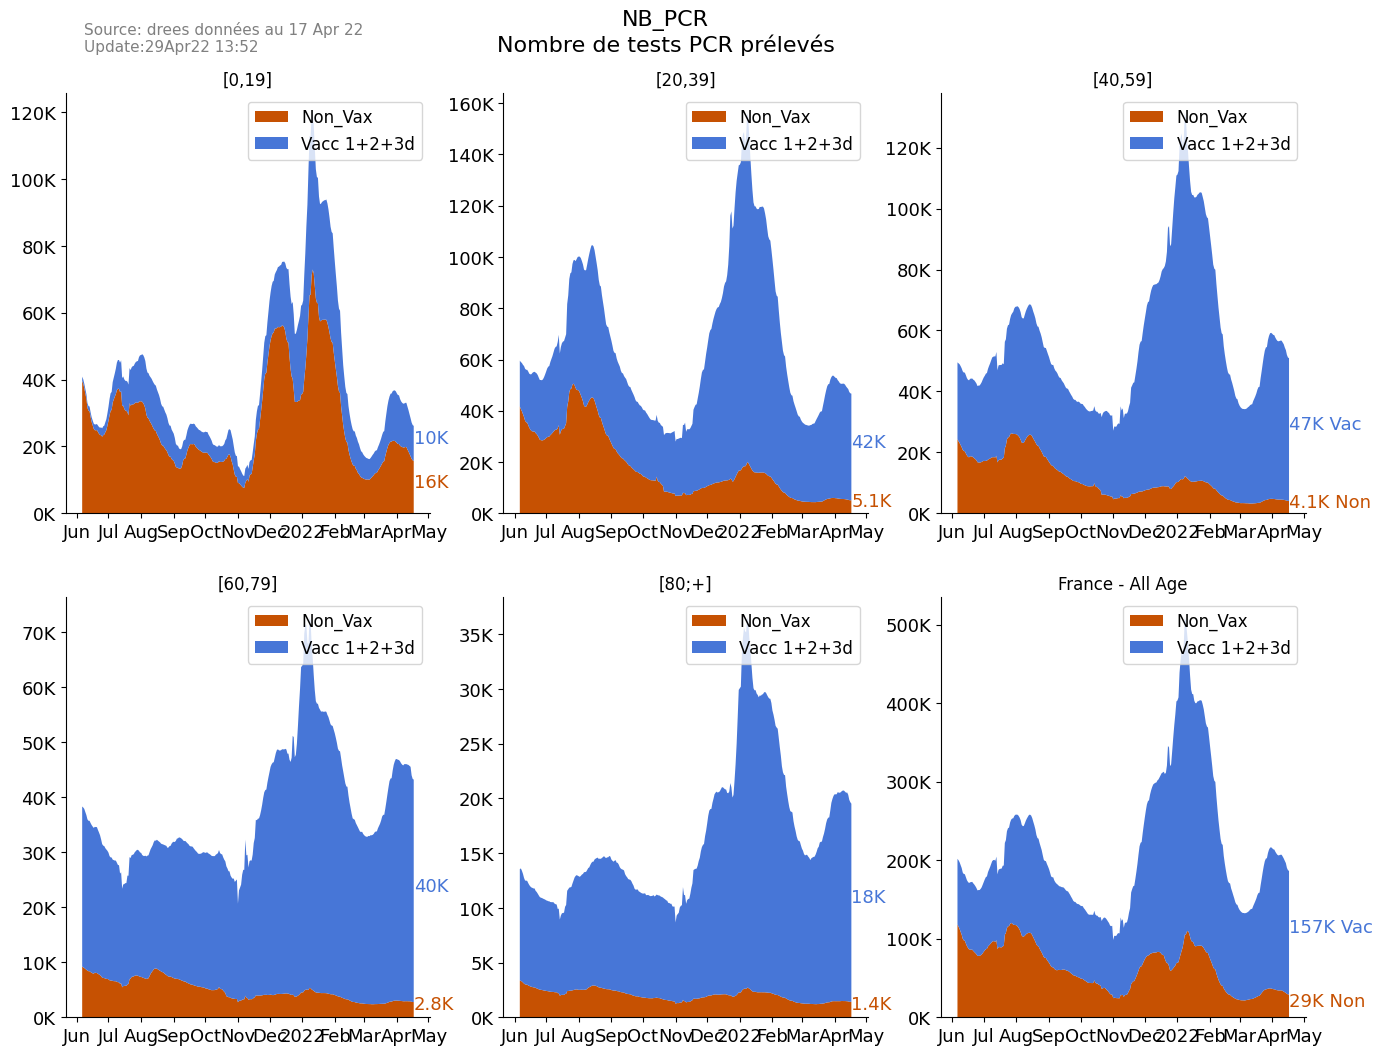 Source: drees données au 17 Apr 22
Update:29Apr22 13:52
NB_PCR
Nombre de tests PCR prélevés
[0,19]
120K
100K
80K
60K
40K
20K
0K
Non_Vax
Vacc 1+2+3d
10K
16K
Jun Jul Aug Sep Oct Nov Dec 2022 Feb Mar Apr May
[20,39]
160K
140K
120K
100K
80K
60K
40K
20K
0K
Non_Vax
Vacc 1+2+3d
42K
5.1K
Jun Jul Aug Sep Oct Nov Dec 2022 Feb Mar Apr May
[40,59]
120K
100K
80K
60K
40K
20K
0K
Non_Vax
Vacc 1+2+3d
47K Vac
4.1K Non
Jun Jul Aug Sep Oct Nov Dec 2022 Feb Mar Apr May
[60,79]
70K
60K
50K
40K
30K
20K
10K
0K
Non_Vax
Vacc 1+2+3d
40K
2.8K
Jun Jul Aug Sep Oct Nov Dec 2022 Feb Mar Apr May
[80;+]
35K
30K
25K
20K
15K
10K
5K
0K
Non_Vax
Vacc 1+2+3d
18K
1.4K
Jun Jul Aug Sep Oct Nov Dec 2022 Feb Mar Apr May
France - All Age
500K
400K
300K
200K
100K
0K
Non_Vax
Vacc 1+2+3d
157K Vac
29K Non
Jun Jul Aug Sep Oct Nov Dec 2022 Feb Mar Apr May